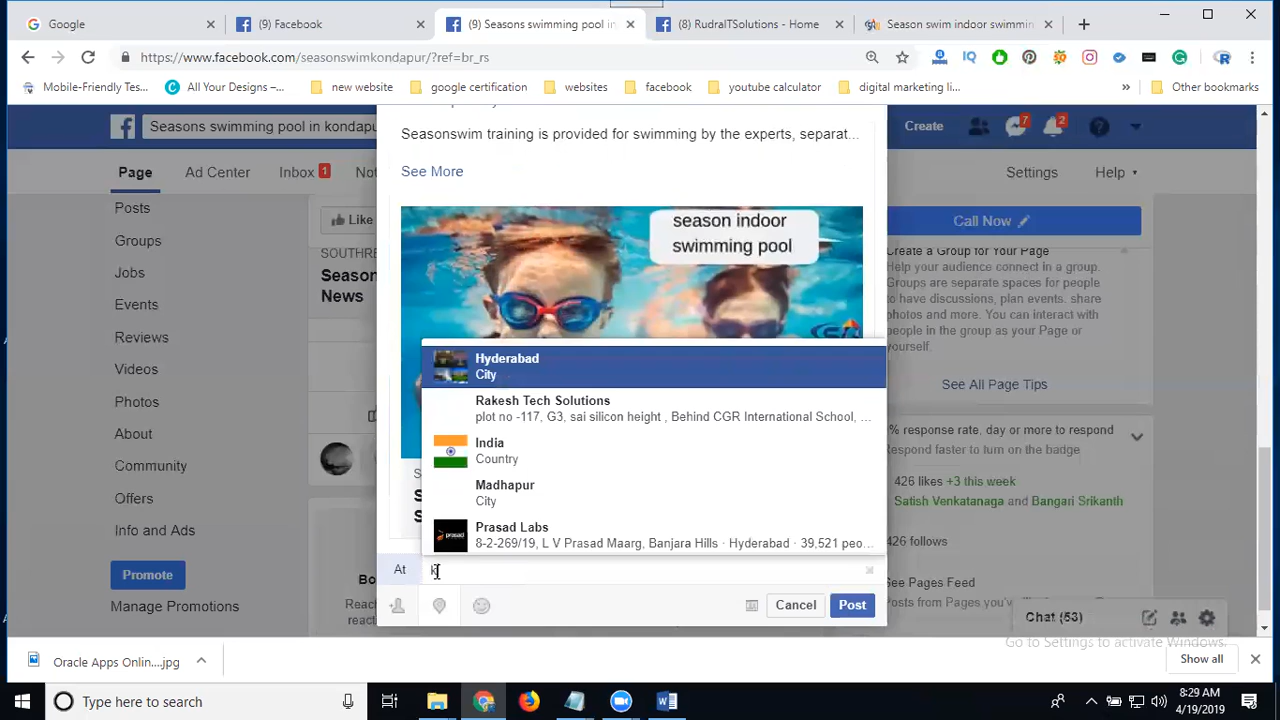 Google
(9) Facebook
(9) Seasons swimming pool in
(8) RudraITSolutions - Home
Season swim indoor swimmin
https://www.facebook.com/seasonswimkondapur/?ref=br_rs
Mobile-Friendly Tes...
All Your Designs –...
new website
google certification
websites
facebook
youtube calculator
digital marketing li...
»
Other bookmarks
Seasons swimming pool in kondapu
Create
7
2
Seasonswim training is provided for swimming by the experts, separat...
See More
Page
Ad Center
Inbox 1
Settings
Help
Posts
Groups
Jobs
Events
Reviews
Videos
Photos
About
Community
Offers
Info and Ads
Promote
Manage Promotions
Like
Season
News
season indoor
swimming pool
Call Now
Create a Group for Your Page
Help your audience connect in a group.
Groups are separate spaces for people
to have discussions, plan events. share
photos and more. You can interact with
people in the group as your Page or
yourself.
See All Page Tips
% response rate, day or more to respond
Respond faster to turn on the badge
426 likes +3 this week
Satish Venkatanaga and Bangari Srikanth
426 follows
See Pages Feed
Chat (53)
Hyderabad
City
Rakesh Tech Solutions
plot no -117, G3, sai silicon height , Behind CGR International School, ...
India
Country
Madhapur
City
Prasad Labs
8-2-269/19, L V Prasad Maarg, Banjara Hills · Hyderabad · 39,521 peo...
At
k
Cancel
Post
Go to Settings to activate Windows.
Oracle Apps Onlin....jpg
Show all
Type here to search
8:29 AM
4/19/2019